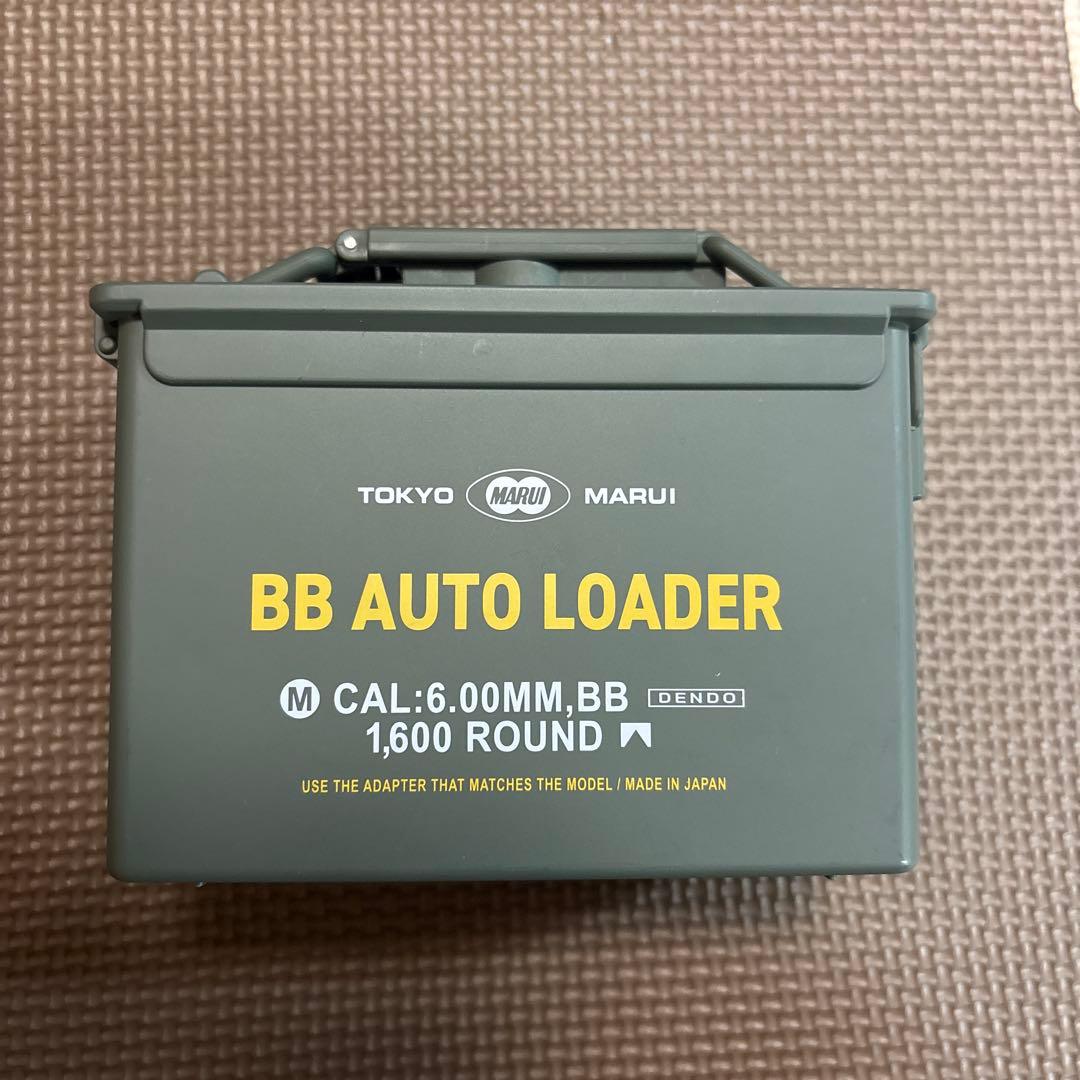 TOKYO MARUI MARUI
BB AUTO LOADER
M CAL:6.00MM,BB DENDO
1,600 ROUND
USE THE ADAPTER THAT MATCHES THE MODEL / MADE IN JAPAN